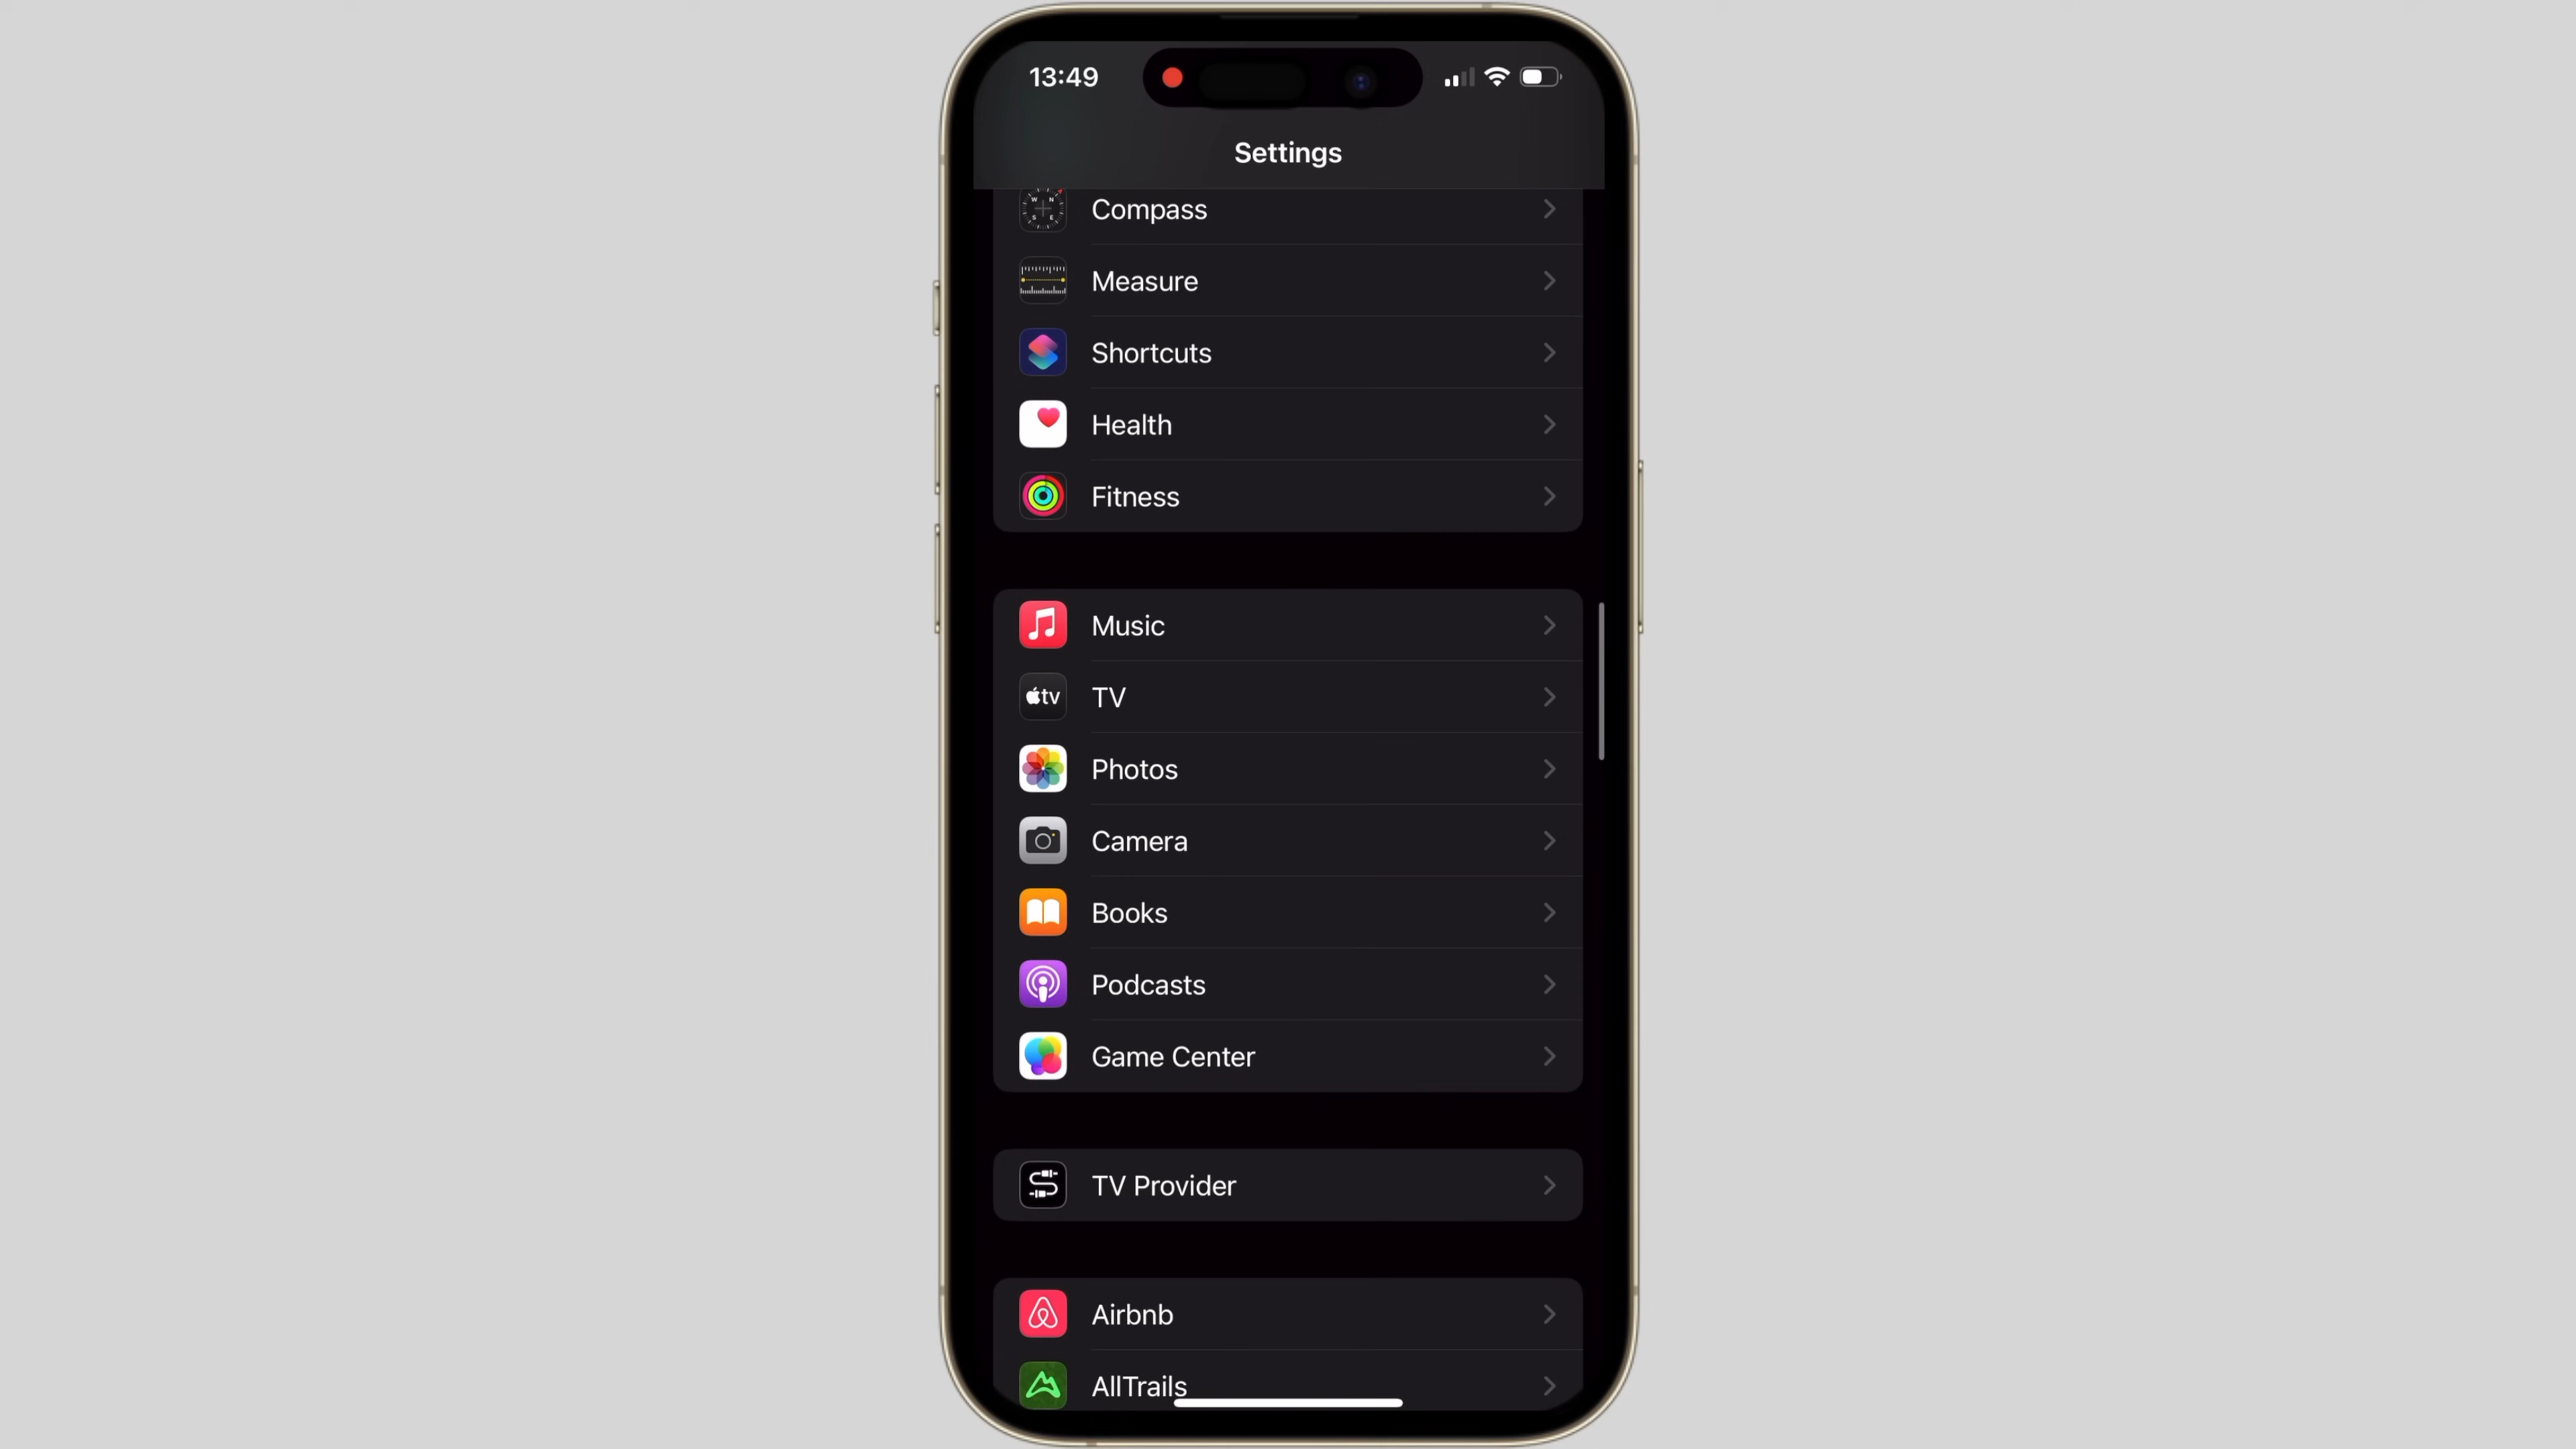 13:49
Settings
W N
S E
Compass
Measure
Shortcuts
Health
Fitness
Music
tv
TV
Photos
Camera
Books
Podcasts
Game Center
TV Provider
Airbnb
AllTrails